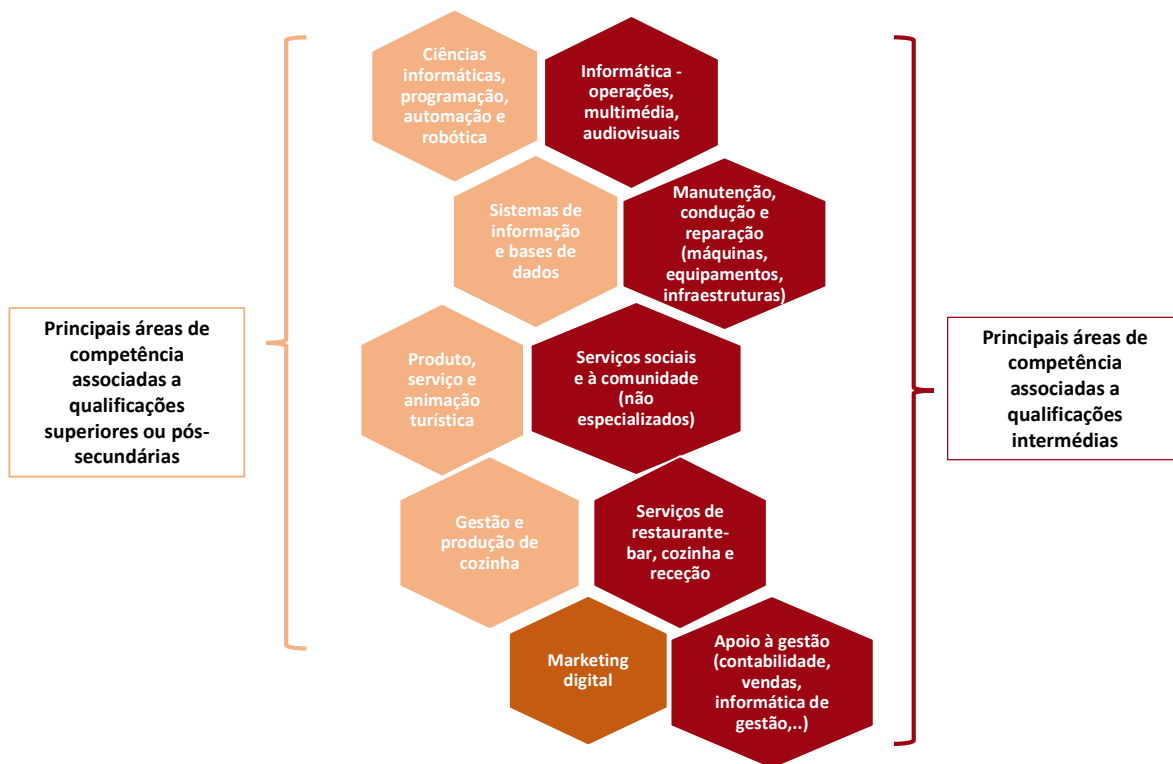 Ciências
informáticas,
programação,
automação e
robótica
Informática -
operações,
multimédia,
audiovisuais
Sistemas de
informação
e bases de
dados
Manutenção,
condução e
reparação
(máquinas,
equipamentos,
infraestruturas)
Principais áreas de
competência
associadas a
qualificações
superiores ou pós-
secundárias
Produto,
serviço e
animação
turística
Serviços sociais
e à comunidade
(não
especializados)
Principais áreas de
competência
associadas a
qualificações
intermédias
Gestão e
produção de
cozinha
Serviços de
restaurante-
bar, cozinha e
receção
Marketing
digital
Apoio à gestão
(contabilidade,
vendas,
informática de
gestão,..)